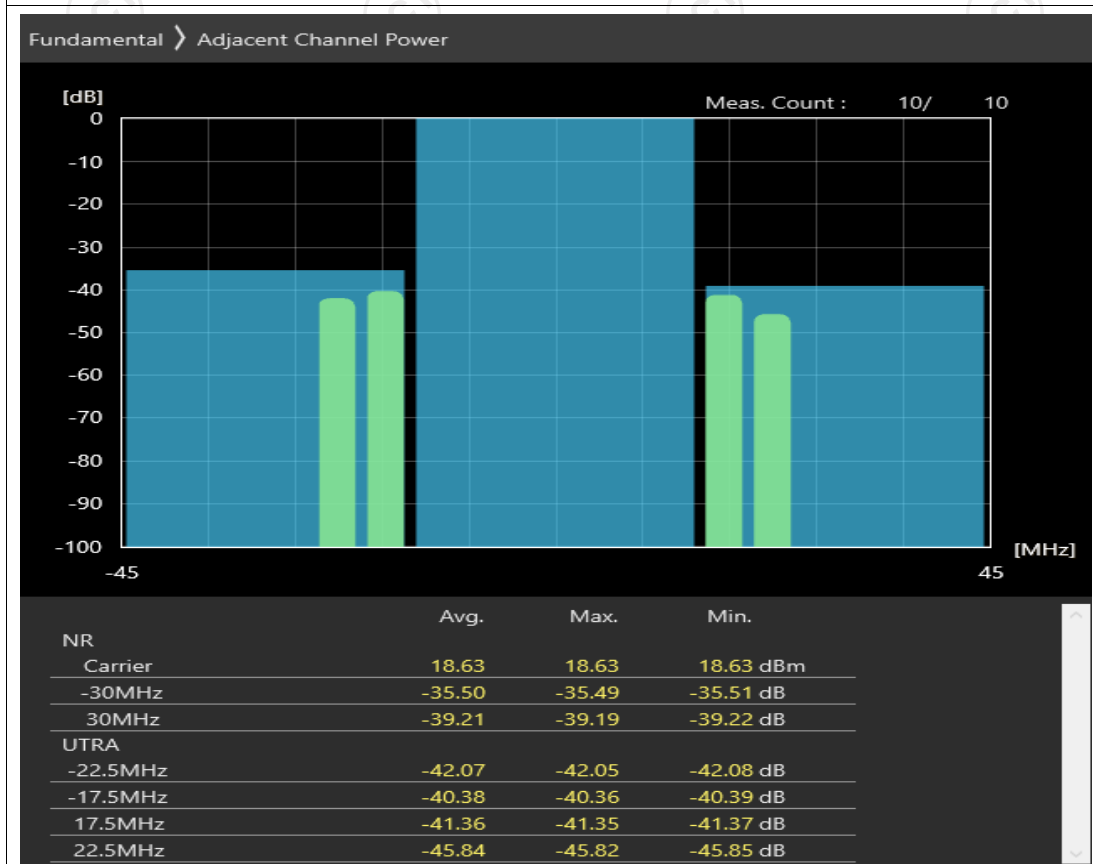 Fundamental ❯ Adjacent Channel Power
[dB]
Meas. Count : 10/ 10
0
-10
-20
-30
-40
-50
-60
-70
-80
-90
-100
[MHz]
-45 45
Avg. Max. Min.
NR
Carrier 18.63 18.63 18.63 dBm
-30MHz -35.50 -35.49 -35.51 dB
30MHz -39.21 -39.19 -39.22 dB
UTRA
-22.5MHz -42.07 -42.05 -42.08 dB
-17.5MHz -40.38 -40.36 -40.39 dB
17.5MHz -41.36 -41.35 -41.37 dB
22.5MHz -45.84 -45.82 -45.85 dB